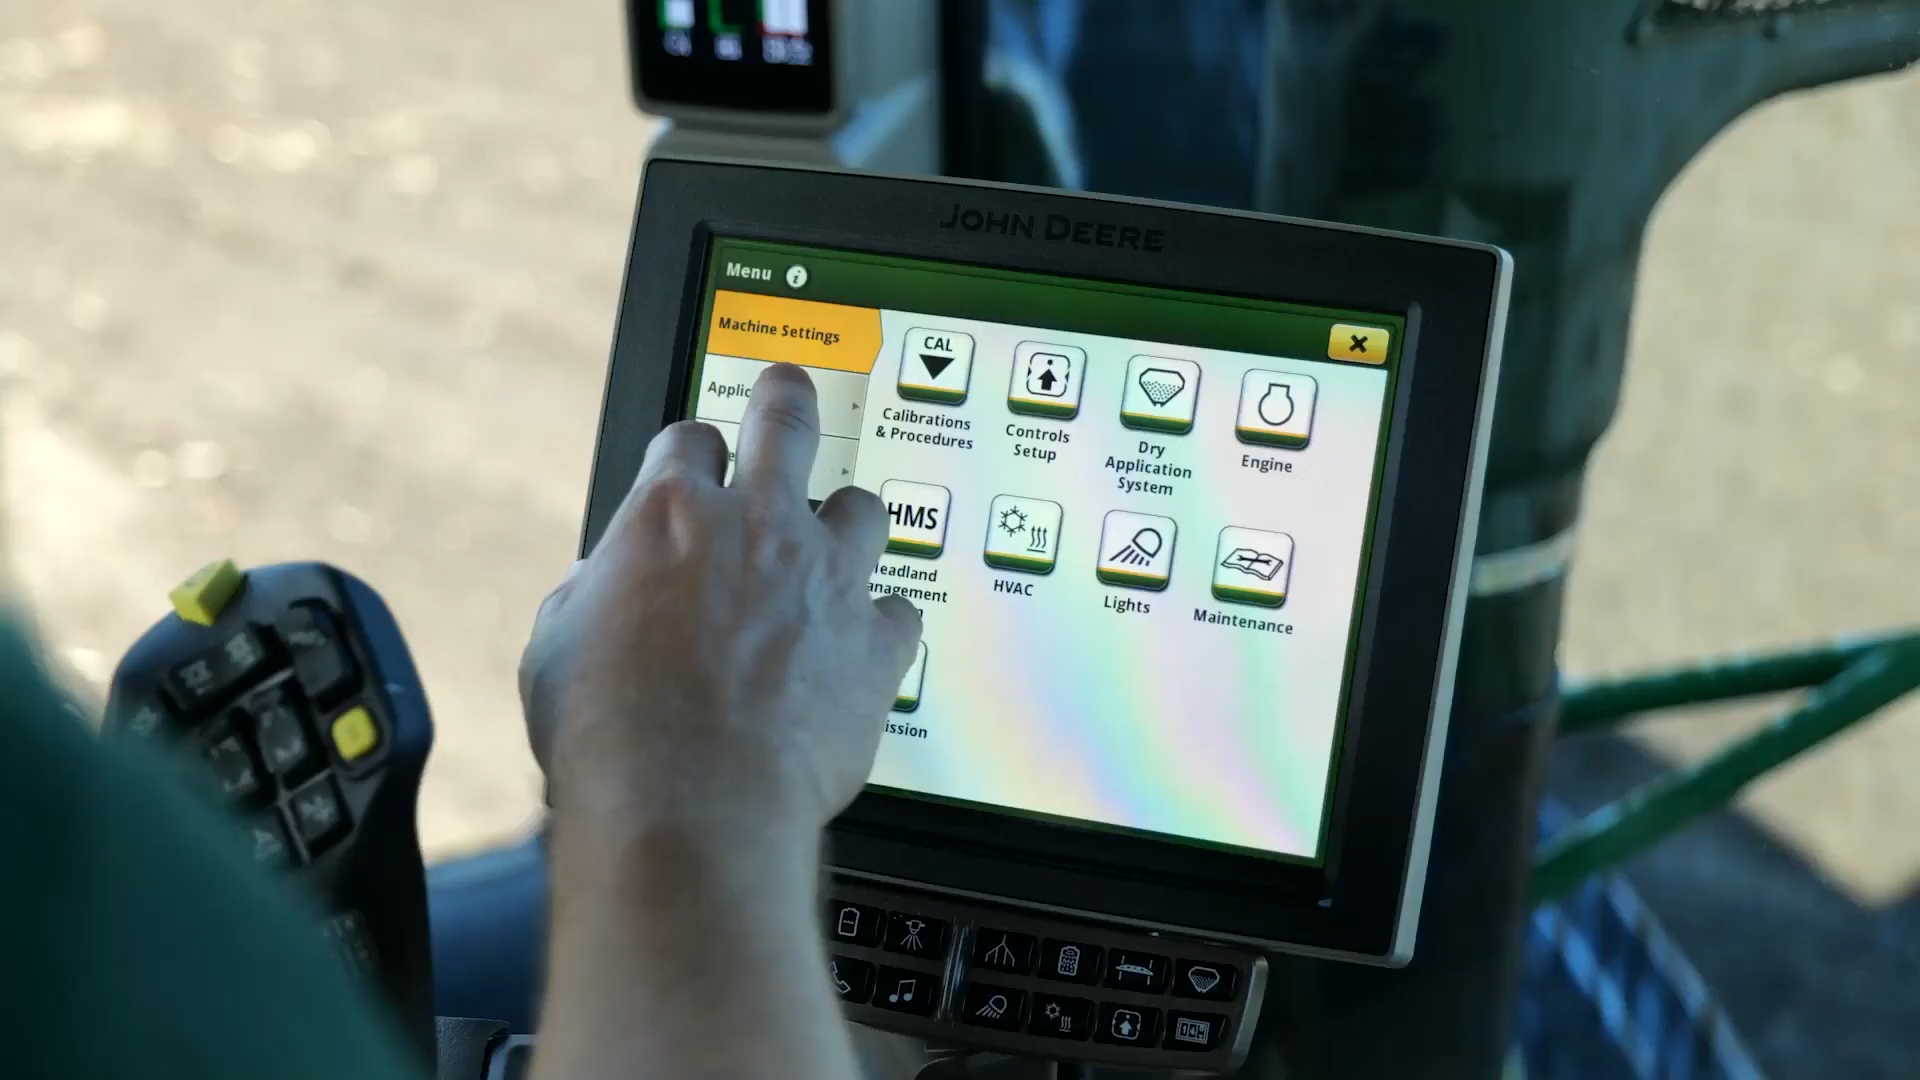 JOHN DEERE
Menu
Machine Settings
Applic
CAL
Calibrations
& Procedures
Controls
Setup
Dry
Application
System
Engine
HMS
eadland
anagement
HVAC
Lights
Maintenance
ission